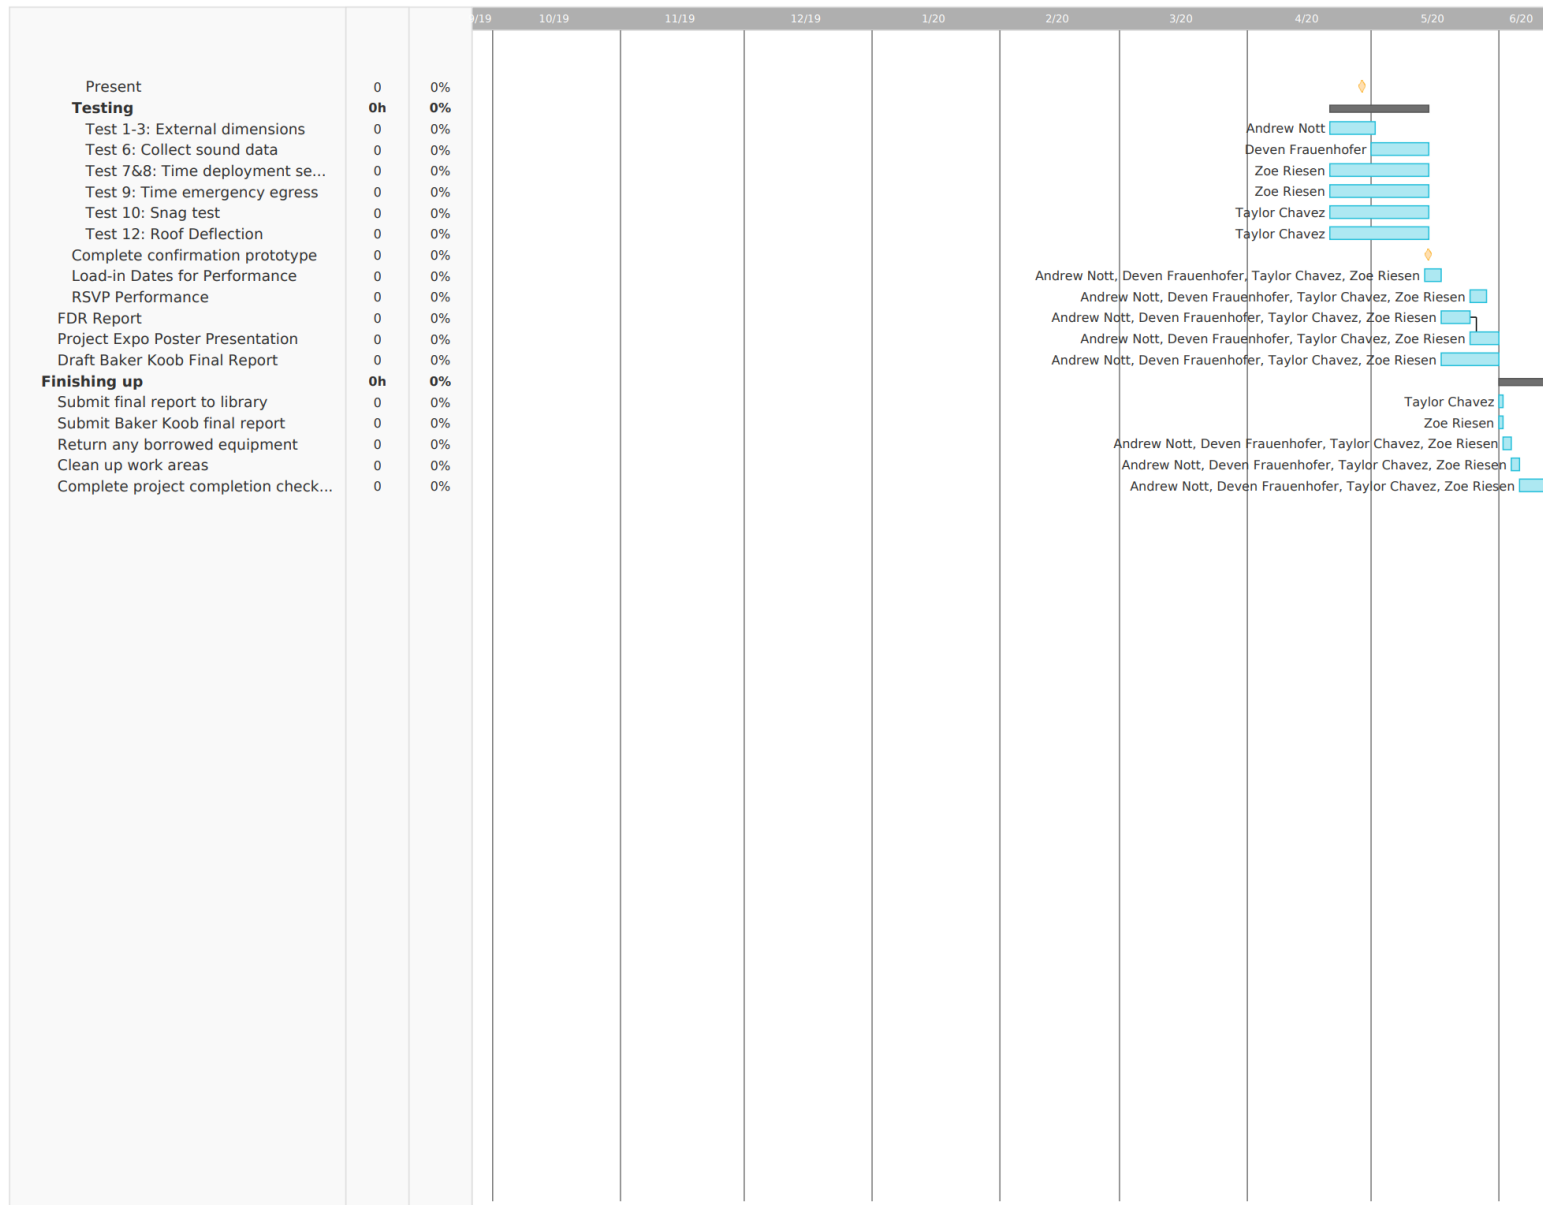 /19 10/19 11/19 12/19 1/20 2/20 3/20 4/20 5/20 6/20
Present 0 0%
Testing 0h 0%
Test 1-3: External dimensions 0 0% Andrew Nott
Test 6: Collect sound data 0 0% Deven Frauenhofer
Test 7&8: Time deployment se... 0 0% Zoe Riesen
Test 9: Time emergency egress 0 0% Zoe Riesen
Test 10: Snag test 0 0% Taylor Chavez
Test 12: Roof Deflection 0 0% Taylor Chavez
Complete confirmation prototype 0 0%
Load-in Dates for Performance 0 0% Andrew Nott, Deven Frauenhofer, Taylor Chavez, Zoe Riesen
RSVP Performance 0 0% Andrew Nott, Deven Frauenhofer, Taylor Chavez, Zoe Riesen
FDR Report 0 0% Andrew Nott, Deven Frauenhofer, Taylor Chavez, Zoe Riesen
Project Expo Poster Presentation 0 0% Andrew Nott, Deven Frauenhofer, Taylor Chavez, Zoe Riesen
Draft Baker Koob Final Report 0 0% Andrew Nott, Deven Frauenhofer, Taylor Chavez, Zoe Riesen
Finishing up 0h 0%
Submit final report to library 0 0% Taylor Chavez
Submit Baker Koob final report 0 0% Zoe Riesen
Return any borrowed equipment 0 0% Andrew Nott, Deven Frauenhofer, Taylor Chavez, Zoe Riesen
Clean up work areas 0 0% Andrew Nott, Deven Frauenhofer, Taylor Chavez, Zoe Riesen
Complete project completion check... 0 0% Andrew Nott, Deven Frauenhofer, Taylor Chavez, Zoe Riesen